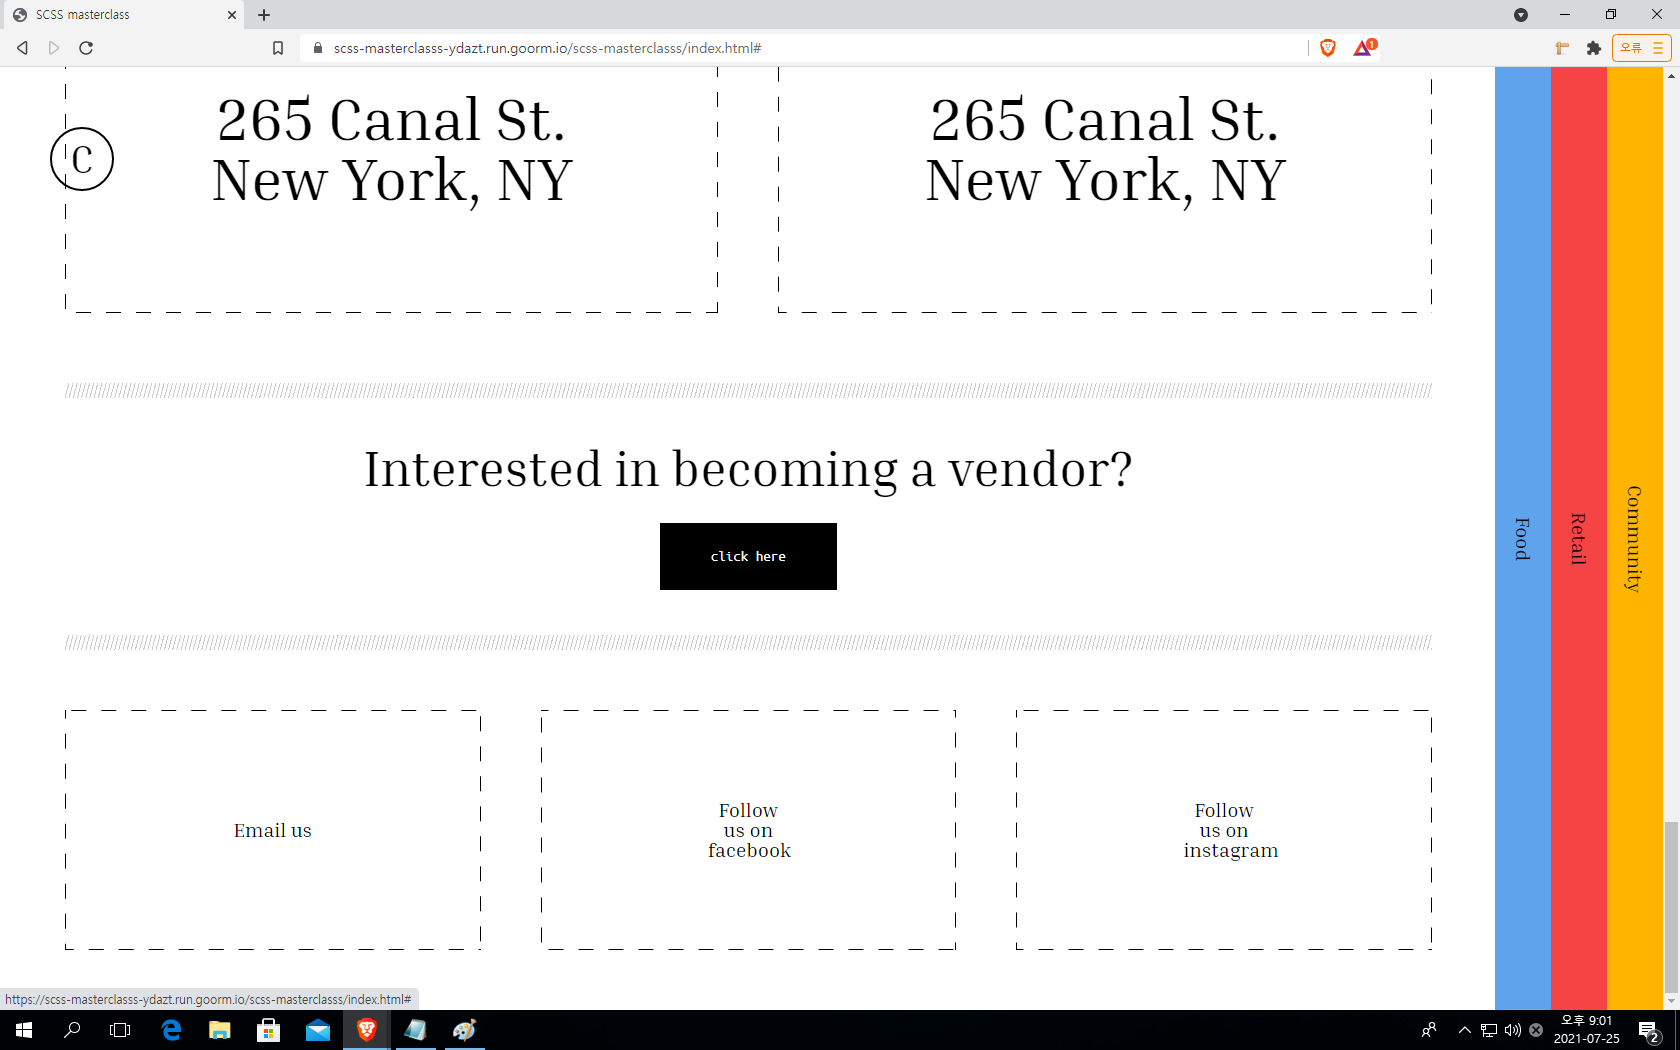 SCSS masterclass
scss-masterclasss-ydazt.run.goorm.io/scss-masterclasss/index.html#
1
오류
265 Canal St.
New York, NY
C
265 Canal St.
New York, NY
Interested in becoming a vendor?
click here
Food
Retail
Community
Email us
Follow
us on
facebook
Follow
us on
instagram
https://scss-masterclasss-ydazt.run.goorm.io/scss-masterclasss/index.html#
오후 9:01
2021-07-25
2